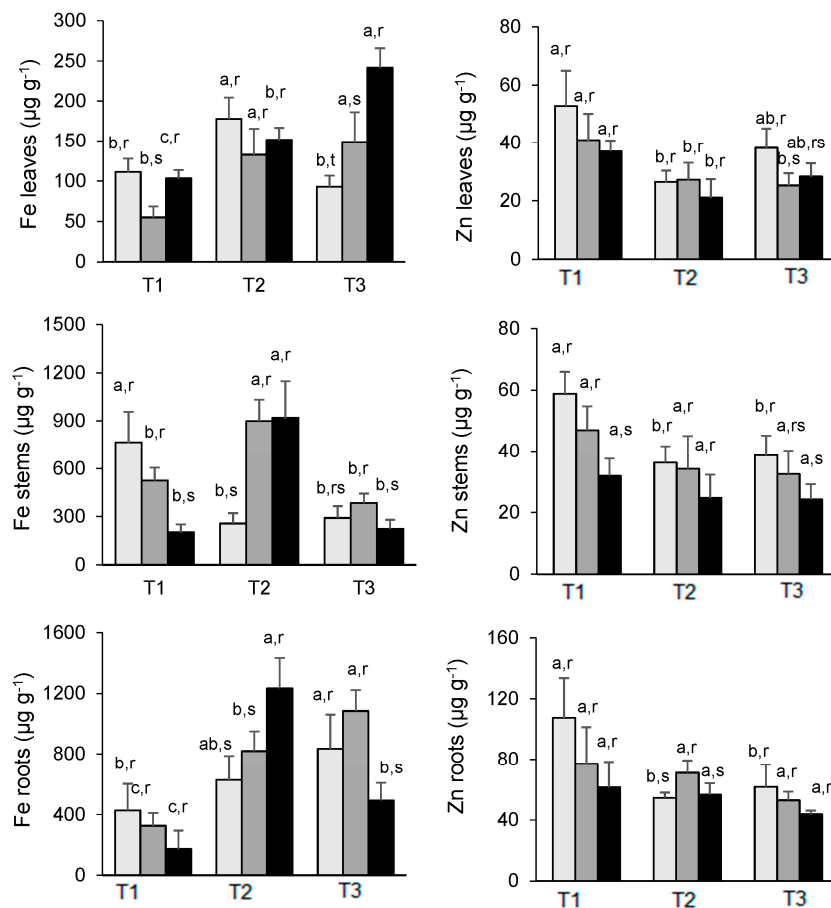 Fe leaves (µg g⁻¹)
300
250
200
150
100
50
0
b,r
b,s
c,r
a,r
a,r
b,r
b,t
a,s
a,r
T1
T2
T3
Zn leaves (µg g⁻¹)
80
60
40
20
0
a,r
a,r
a,r
b,r
b,r
b,r
ab,r
b,s
ab,rs
T1
T2
T3
Fe stems (µg g⁻¹)
1500
1200
900
600
300
0
a,r
b,r
b,s
b,s
a,r
a,r
b,rs
b,r
b,s
T1
T2
T3
Zn stems (µg g⁻¹)
80
60
40
20
0
a,r
a,r
a,s
b,r
a,r
a,r
b,r
a,rs
a,s
T1
T2
T3
Fe roots (µg g⁻¹)
1600
1200
800
400
0
b,r
c,r
c,r
ab,s
b,s
a,r
a,r
a,r
b,s
T1
T2
T3
Zn roots (µg g⁻¹)
160
120
80
40
0
a,r
a,r
a,r
b,s
a,r
a,s
b,r
a,r
a,r
T1
T2
T3